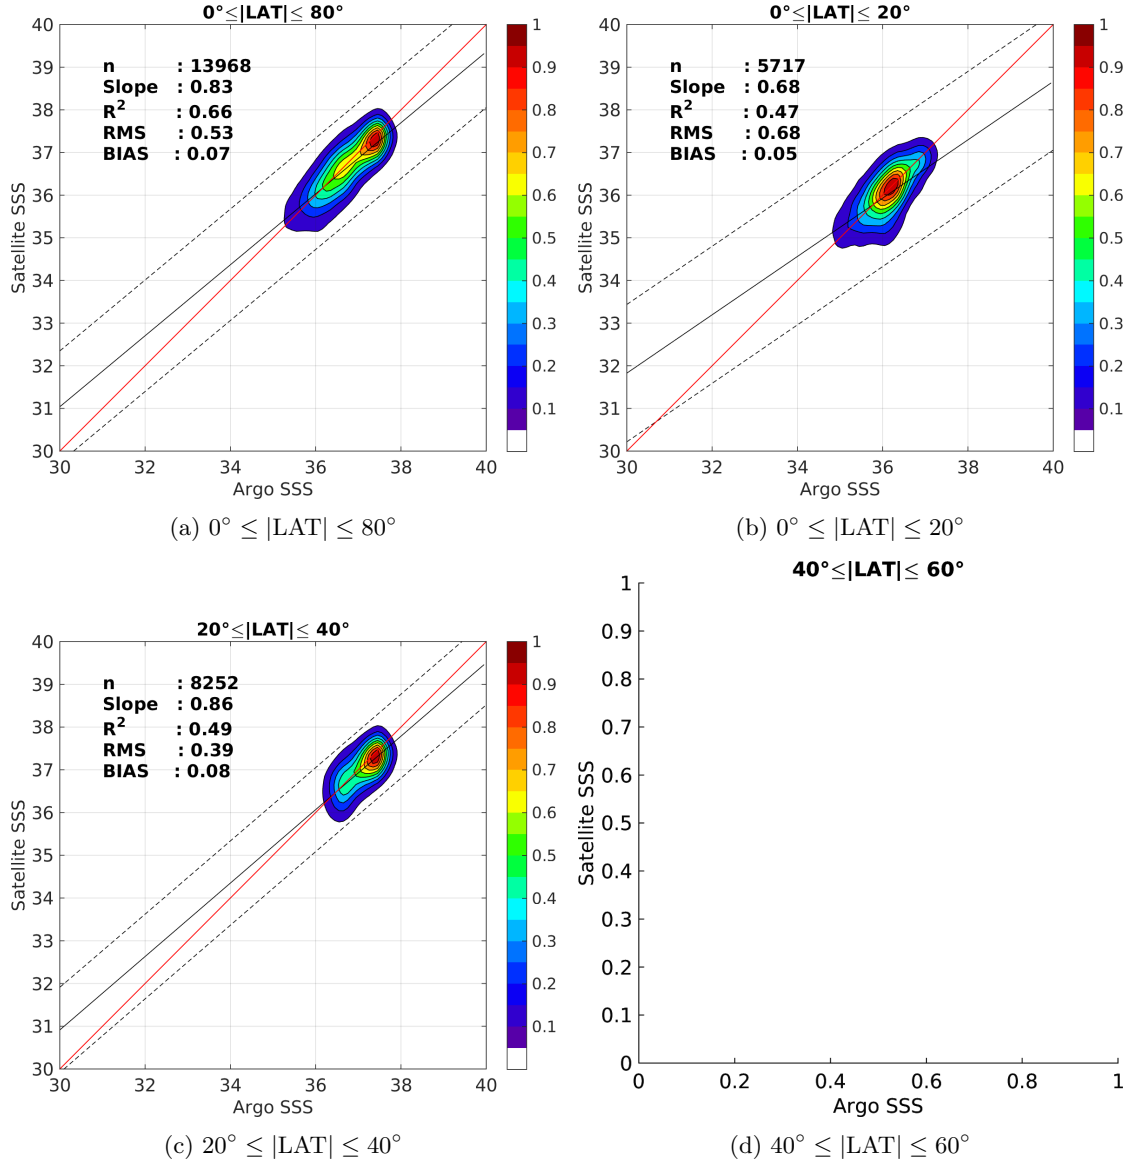 0°≤|LAT|≤ 80°
n : 13968
Slope : 0.83
R² : 0.66
RMS : 0.53
BIAS : 0.07
40
39
38
37
36
35
34
33
32
31
30
Satellite SSS
30 32 34 36 38 40
Argo SSS
1
0.9
0.8
0.7
0.6
0.5
0.4
0.3
0.2
0.1
(a) 0° ≤ |LAT| ≤ 80°
0°≤|LAT|≤ 20°
n : 5717
Slope : 0.68
R² : 0.47
RMS : 0.68
BIAS : 0.05
40
39
38
37
36
35
34
33
32
31
30
Satellite SSS
30 32 34 36 38 40
Argo SSS
1
0.9
0.8
0.7
0.6
0.5
0.4
0.3
0.2
0.1
(b) 0° ≤ |LAT| ≤ 20°
20°≤|LAT|≤ 40°
n : 8252
Slope : 0.86
R² : 0.49
RMS : 0.39
BIAS : 0.08
40
39
38
37
36
35
34
33
32
31
30
Satellite SSS
30 32 34 36 38 40
Argo SSS
1
0.9
0.8
0.7
0.6
0.5
0.4
0.3
0.2
0.1
(c) 20° ≤ |LAT| ≤ 40°
40°≤|LAT|≤ 60°
1
0.9
0.8
0.7
0.6
0.5
0.4
0.3
0.2
0.1
0
Satellite SSS
0 0.2 0.4 0.6 0.8 1
Argo SSS
(d) 40° ≤ |LAT| ≤ 60°